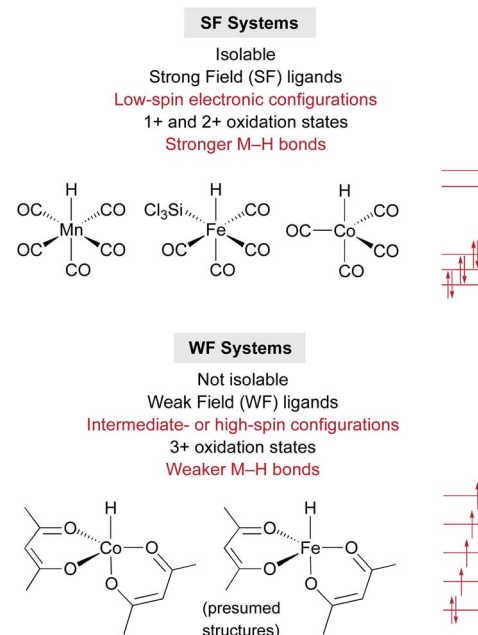 SF Systems
Isolable
Strong Field (SF) ligands
Low-spin electronic configurations
1+ and 2+ oxidation states
Stronger M–H bonds
H H H
OC CO Cl3Si CO CO
Mn Fe OC Co
OC CO OC CO CO
CO CO CO
WF Systems
Not isolable
Weak Field (WF) ligands
Intermediate- or high-spin configurations
3+ oxidation states
Weaker M–H bonds
H H
O O
Co O Fe O
O O
O O
(presumed
structures)